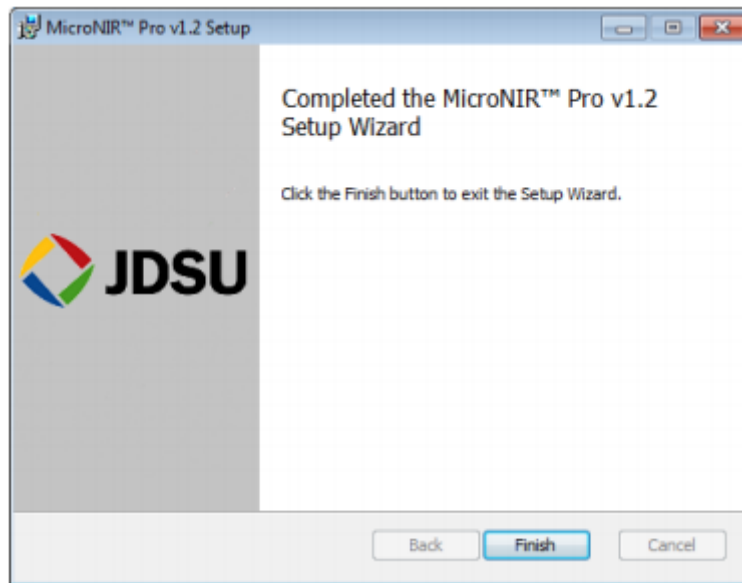 MicroNIR™ Pro v1.2 Setup
Completed the MicroNIR™ Pro v1.2
Setup Wizard
Click the Finish button to exit the Setup Wizard.
JDSU
Back
Finish
Cancel